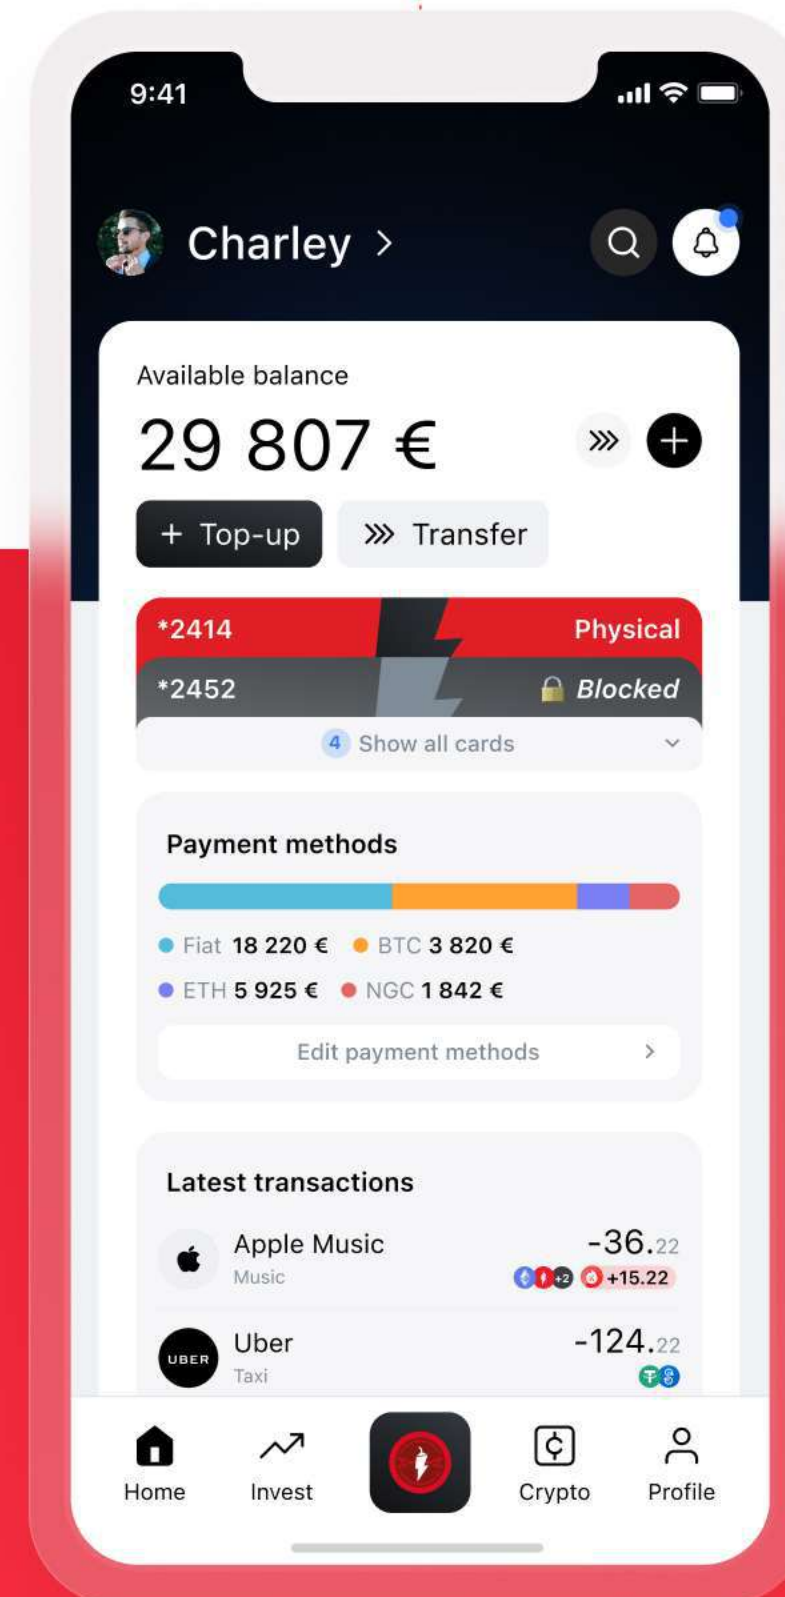 9:41
Charley >
Available balance
29 807 €
+ Top-up Transfer
*2414 Physical
*2452 Blocked
4 Show all cards
Payment methods
Fiat 18 220 € BTC 3 820 €
ETH 5 925 € NGC 1 842 €
Edit payment methods >
Latest transactions
Apple Music -36.22
Music +2 +15.22
UBER Uber -124.22
Taxi
Home Invest Crypto Profile